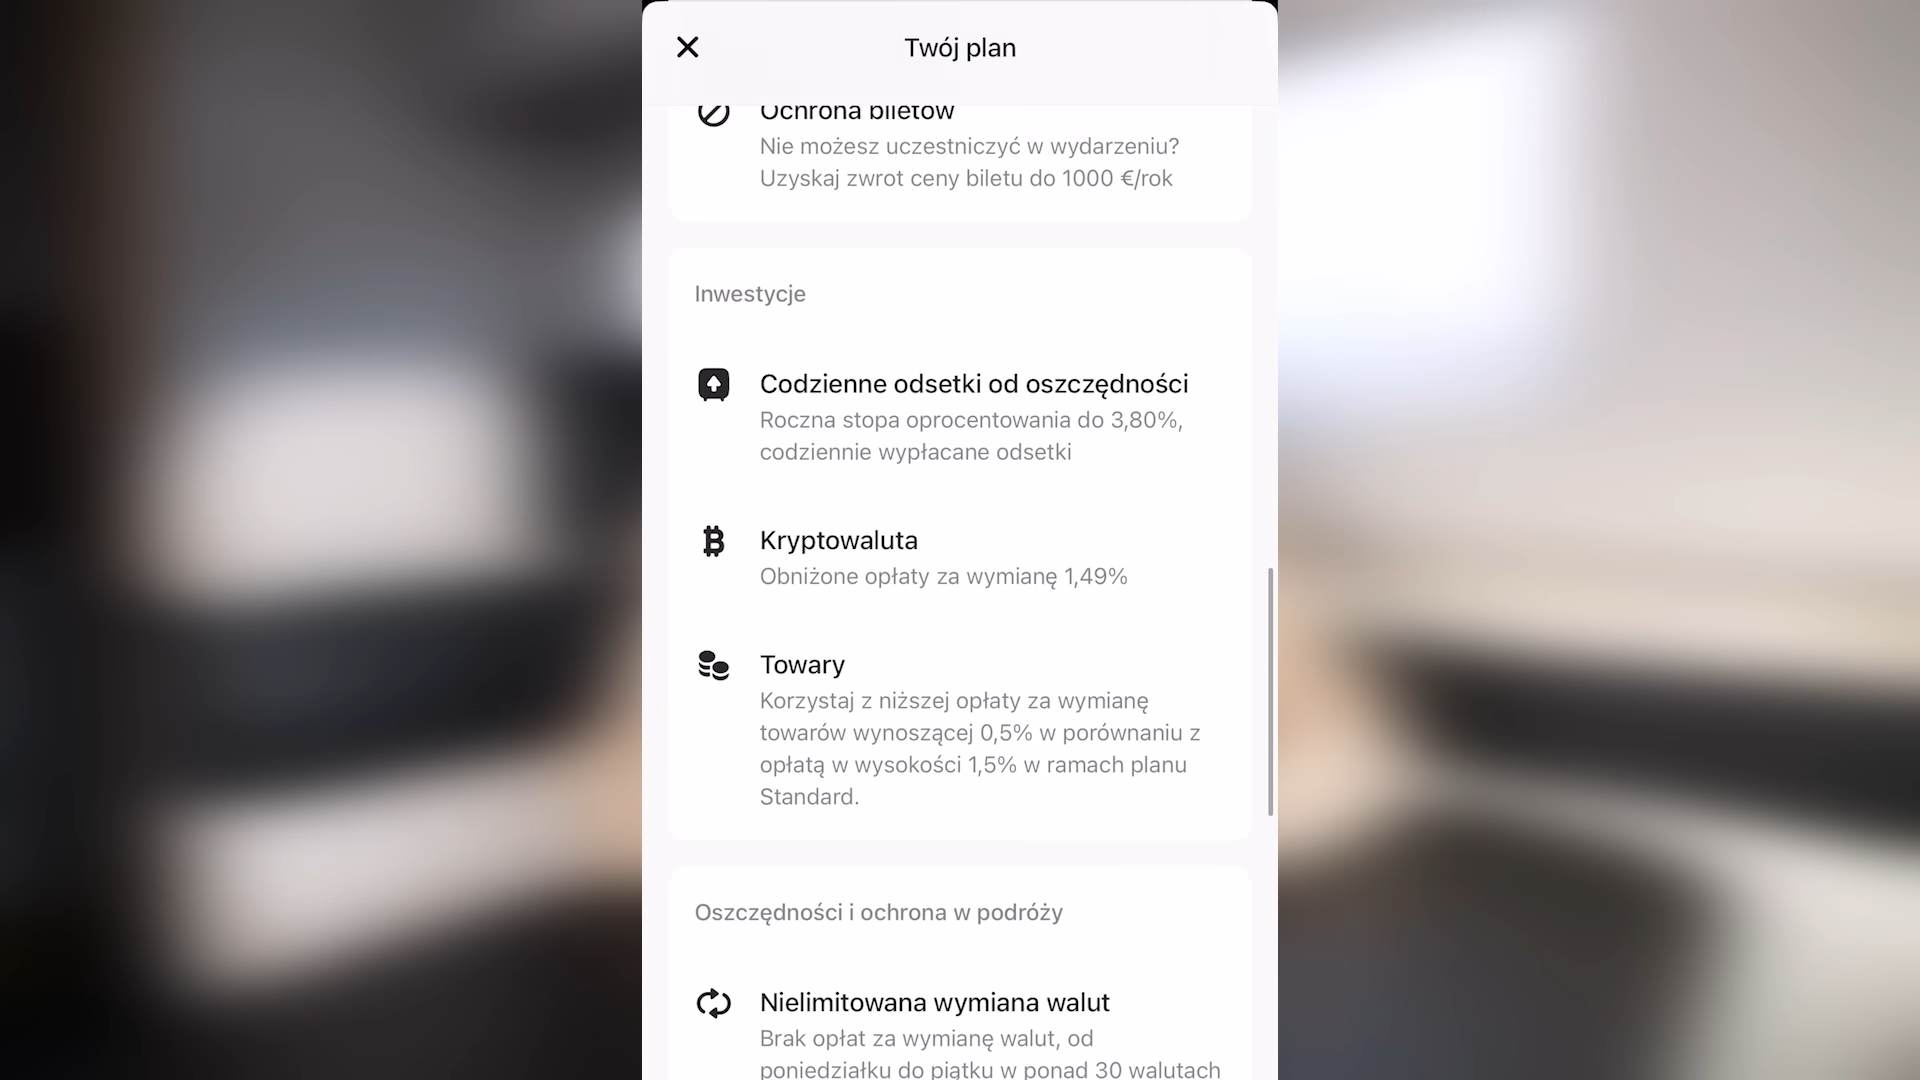 Twój plan
Ochrona biletów
Nie możesz uczestniczyć w wydarzeniu?
Uzyskaj zwrot ceny biletu do 1000 €/rok
Inwestycje
Codzienne odsetki od oszczędności
Roczna stopa oprocentowania do 3,80%,
codziennie wypłacane odsetki
Kryptowaluta
Obniżone opłaty za wymianę 1,49%
Towary
Korzystaj z niższej opłaty za wymianę
towarów wynoszącej 0,5% w porównaniu z
opłatą w wysokości 1,5% w ramach planu
Standard.
Oszczędności i ochrona w podróży
Nielimitowana wymiana walut
Brak opłat za wymianę walut, od
poniedziałku do piątku w ponad 30 walutach